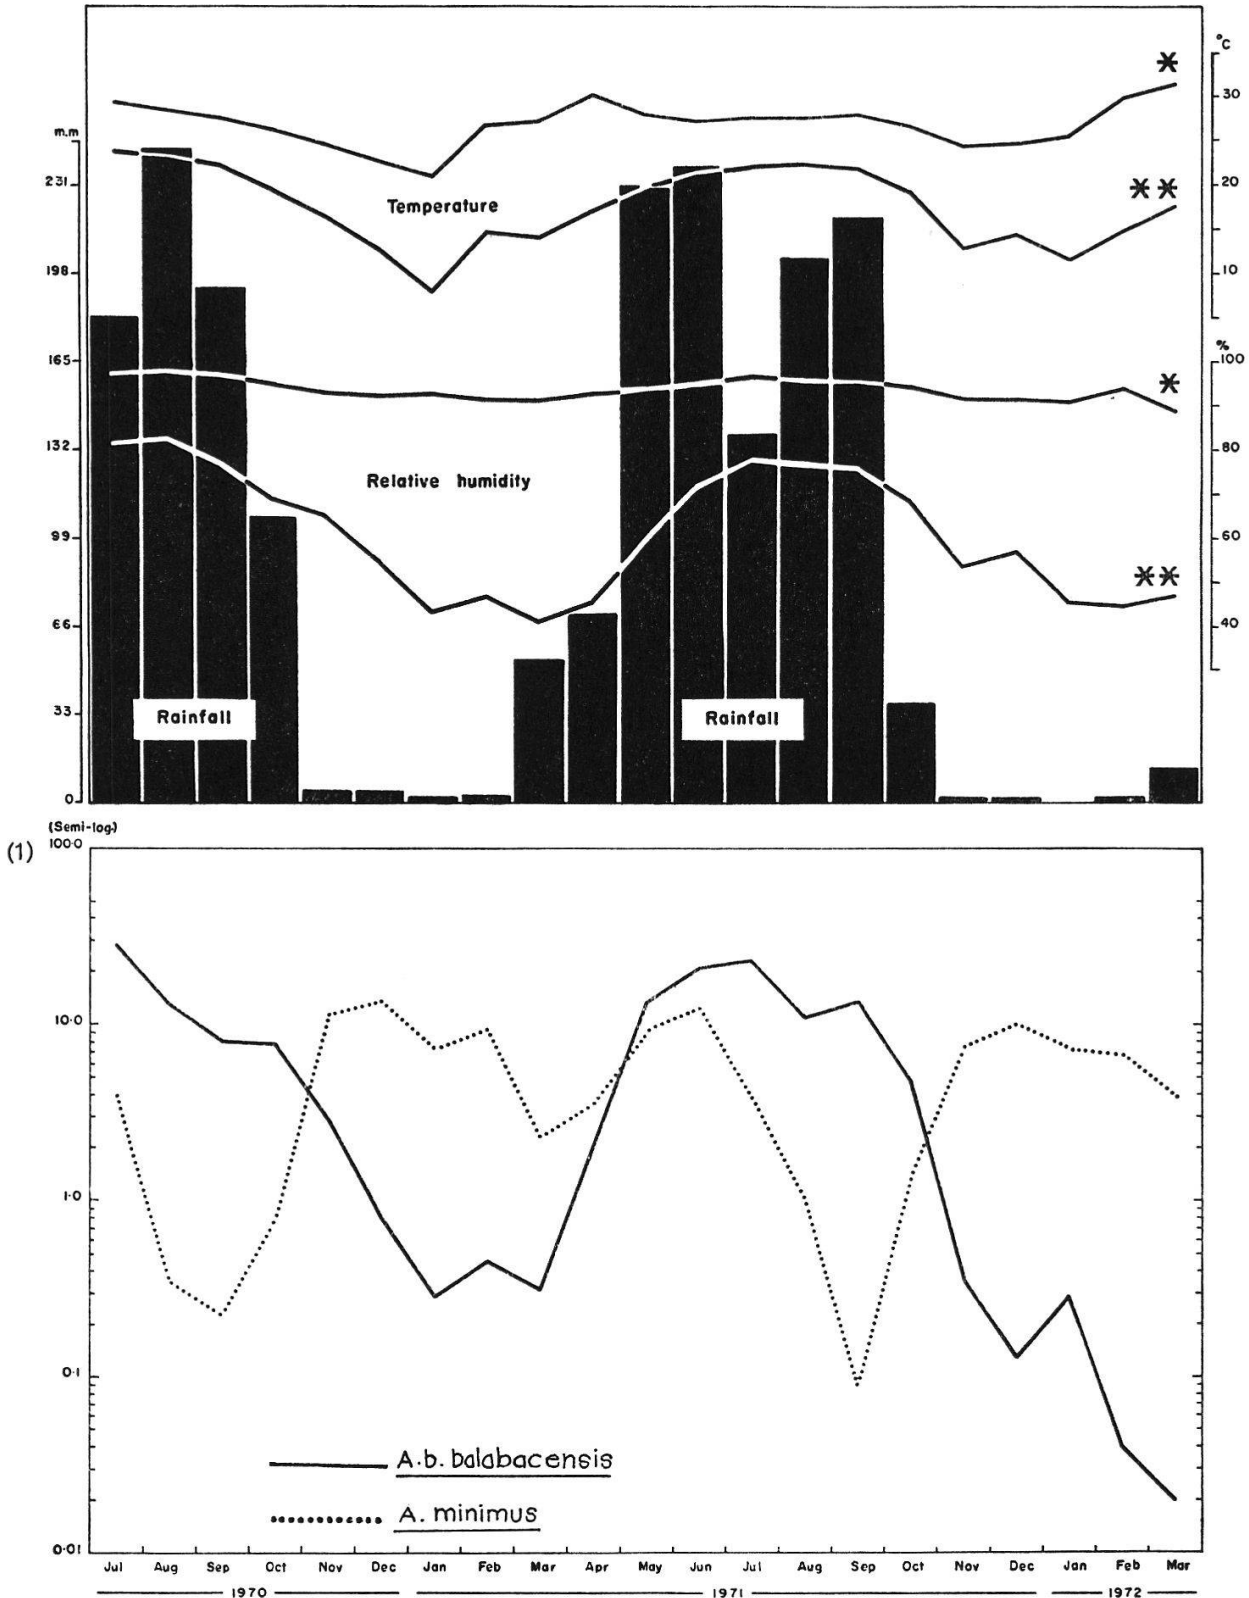 °C
*
30
m.m
231
20
**
Temperature
198
10
%
165
100
*
132
80
Relative humidity
99
60
**
66
40
33
Rainfall
Rainfall
0
(Semi-log.)
(1)
100·0
10·0
1·0
0·1
A.b. balabacensis
A. minimus
0·01
Jul Aug Sep Oct Nov Dec Jan Feb Mar Apr May Jun Jul Aug Sep Oct Nov Dec Jan Feb Mar
1970 1971 1972